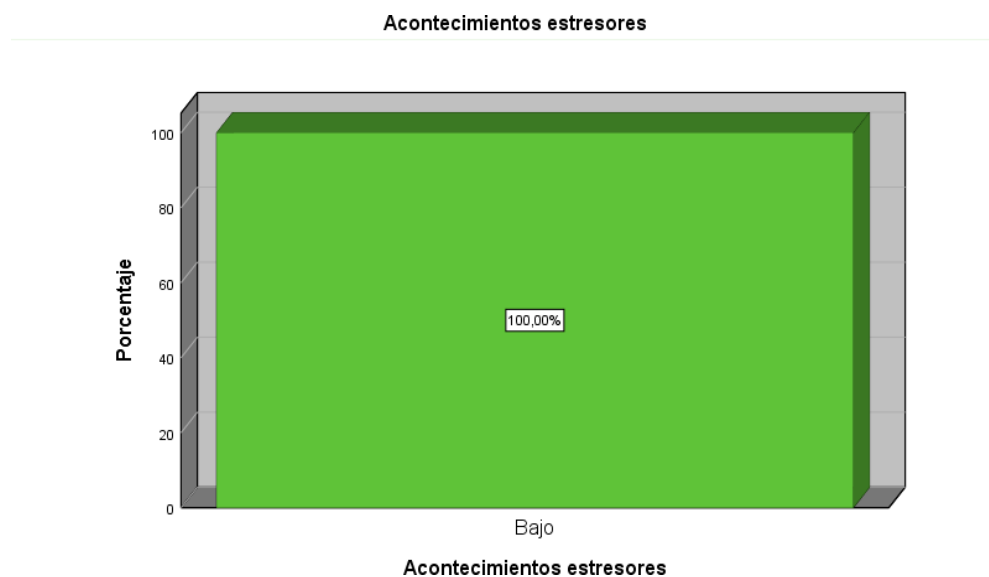 Acontecimientos estresores
100
80
60
40
20
0
Porcentaje
100,00%
Bajo
Acontecimientos estresores